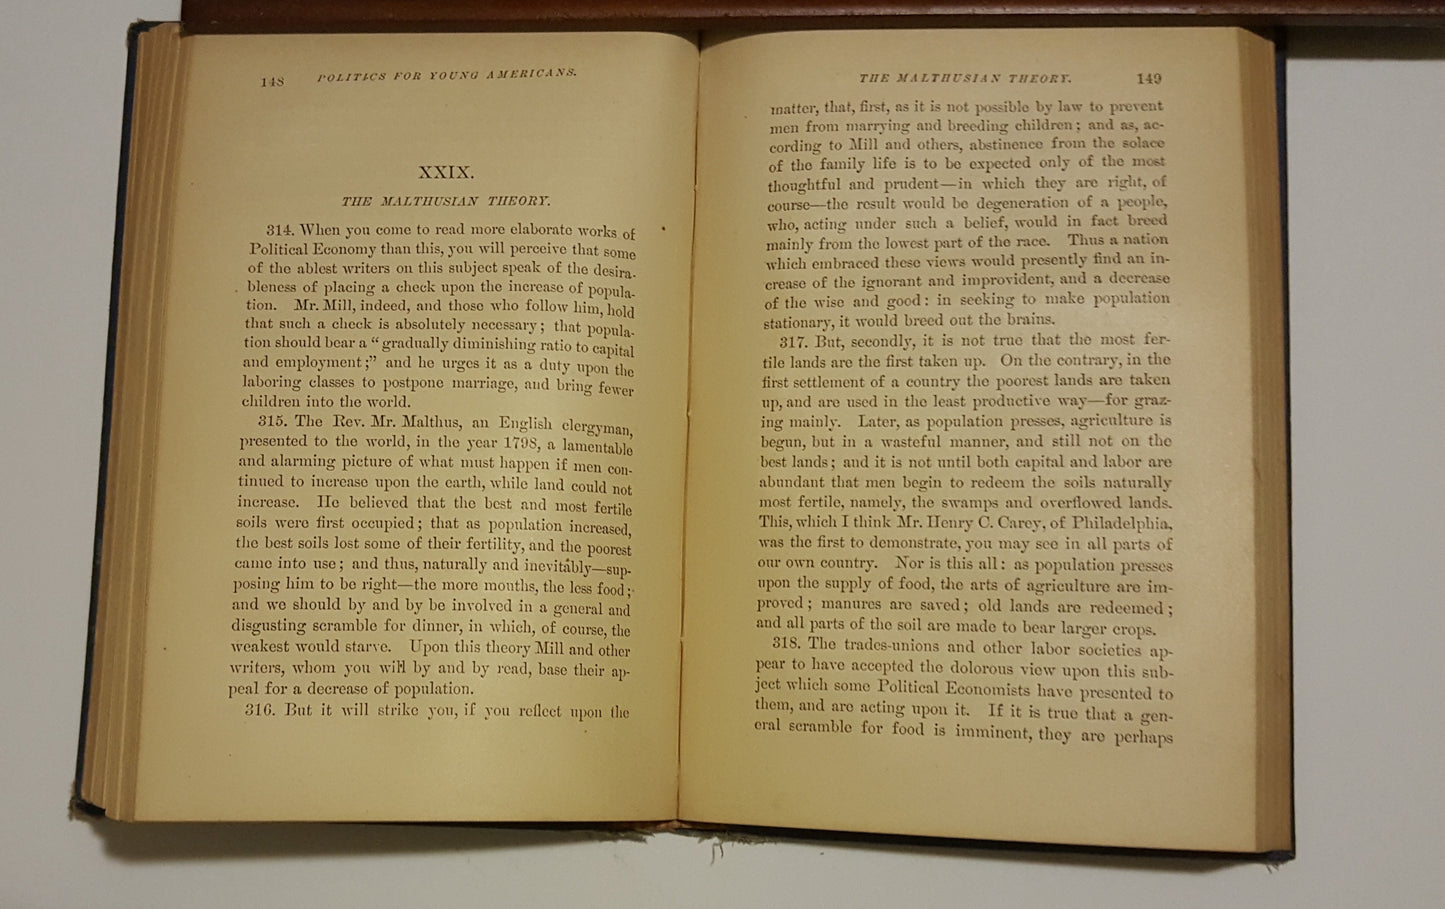 148 POLITICS FOR YOUNG AMERICANS.
XXIX.
THE MALTHUSIAN THEORY.
314. When you come to read more elaborate works of
Political Economy than this, you will perceive that some
of the ablest writers on this subject speak of the desira-
bleness of placing a check upon the increase of popula-
tion. Mr. Mill, indeed, and those who follow him, hold
that such a check is absolutely necessary; that popula-
tion should bear a "gradually diminishing ratio to capital
and employment;" and he urges it as a duty upon the
laboring classes to postpone marriage, and bring fewer
children into the world.
315. The Rev. Mr. Malthus, an English clergyman,
presented to the world, in the year 1798, a lamentable
and alarming picture of what must happen if men con-
tinued to increase upon the earth, while land could not
increase. He believed that the best and most fertile
soils were first occupied; that as population increased,
the best soils lost some of their fertility, and the poorest
came into use; and thus, naturally and inevitably—sup-
posing him to be right—the more mouths, the less food;
and we should by and by be involved in a general and
disgusting scramble for dinner, in which, of course, the
weakest would starve. Upon this theory Mill and other
writers, whom you will by and by read, base their ap-
peal for a decrease of population.
316. But it will strike you, if you reflect upon the
THE MALTHUSIAN THEORY. 149
matter, that, first, as it is not possible by law to prevent
men from marrying and breeding children; and as, ac-
cording to Mill and others, abstinence from the solace
of the family life is to be expected only of the most
thoughtful and prudent—in which they are right, of
course—the result would be degeneration of a people,
who, acting under such a belief, would in fact breed
mainly from the lowest part of the race. Thus a nation
which embraced these views would presently find an in-
crease of the ignorant and improvident, and a decrease
of the wise and good: in seeking to make population
stationary, it would breed out the brains.
317. But, secondly, it is not true that the most fer-
tile lands are the first taken up. On the contrary, in the
first settlement of a country the poorest lands are taken
up, and are used in the least productive way—for graz-
ing mainly. Later, as population presses, agriculture is
begun, but in a wasteful manner, and still not on the
best lands; and it is not until both capital and labor are
abundant that men begin to redeem the soils naturally
most fertile, namely, the swamps and overflowed lands.
This, which I think Mr. Henry C. Carey, of Philadelphia,
was the first to demonstrate, you may see in all parts of
our own country. Nor is this all: as population presses
upon the supply of food, the arts of agriculture are im-
proved; manures are saved; old lands are redeemed;
and all parts of the soil are made to bear larger crops.
318. The trades-unions and other labor societies ap-
pear to have accepted the dolorous view upon this sub-
ject which some Political Economists have presented to
them, and are acting upon it. If it is true that a gen-
eral scramble for food is imminent, they are perhaps